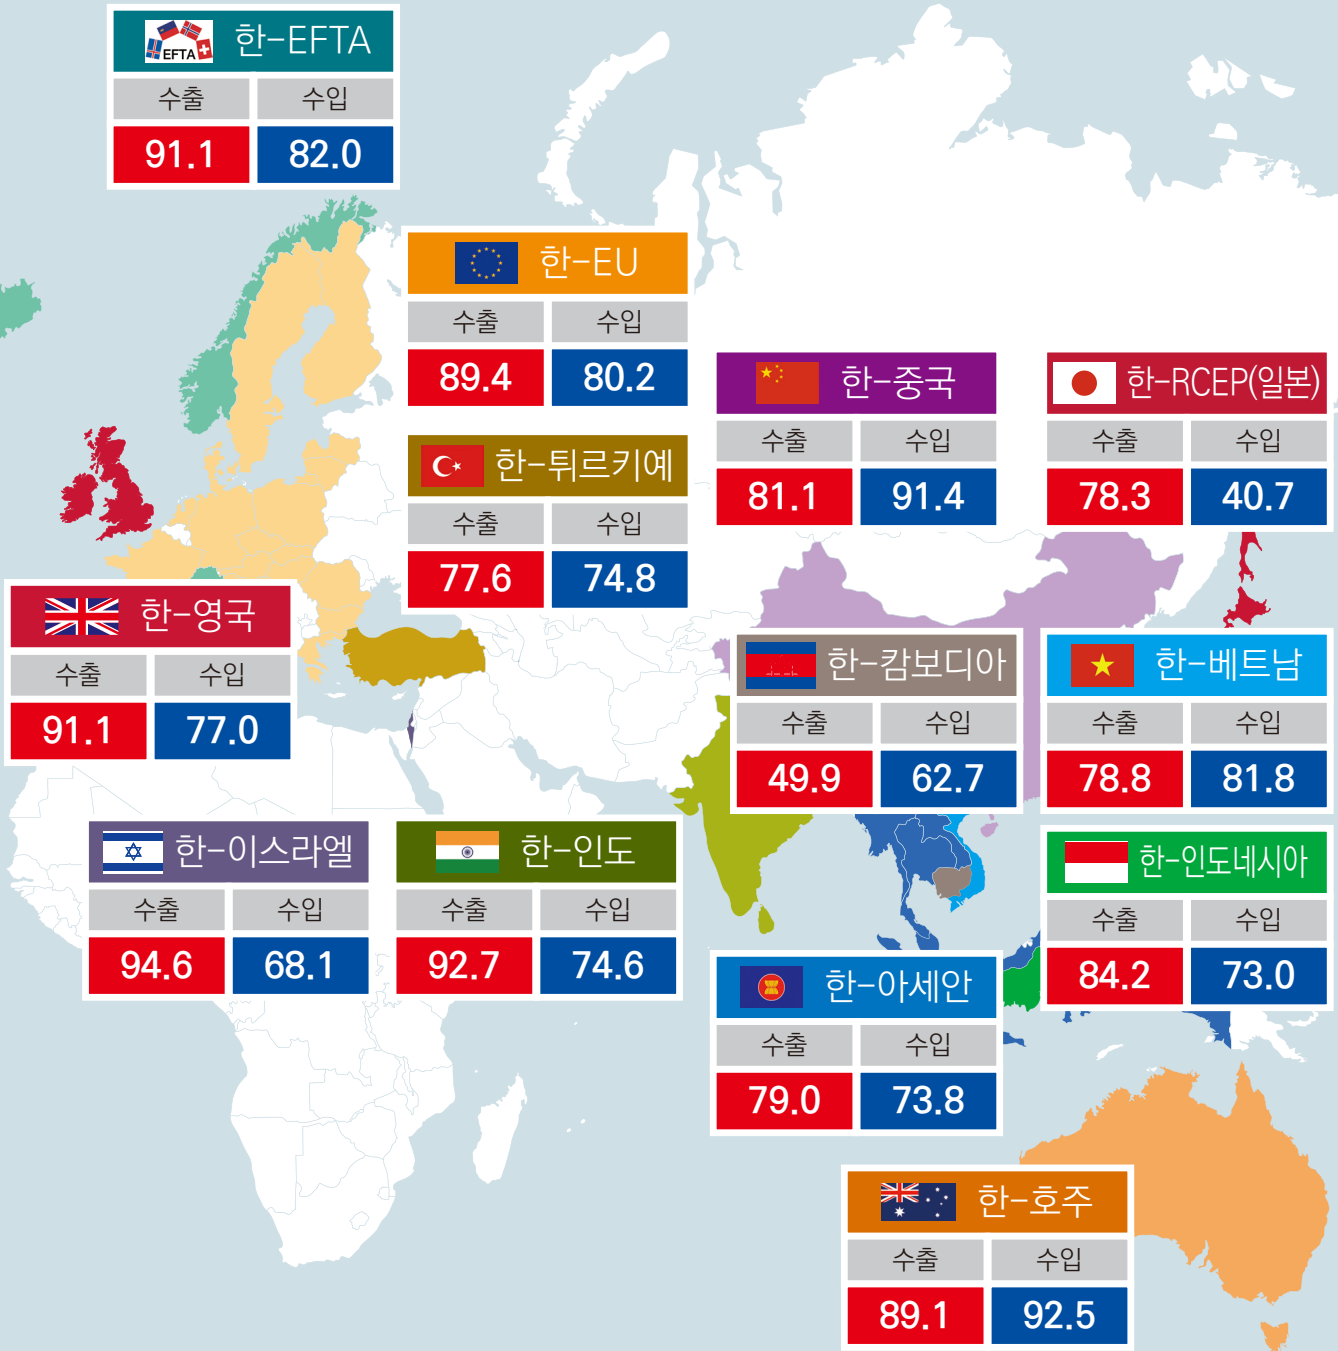 EFTA 한-EFTA
수출 수입
91.1 82.0
한-EU
수출 수입
89.4 80.2
한-중국
수출 수입
81.1 91.4
한-RCEP(일본)
수출 수입
78.3 40.7
한-튀르키예
수출 수입
77.6 74.8
한-영국
수출 수입
91.1 77.0
한-캄보디아
수출 수입
49.9 62.7
한-베트남
수출 수입
78.8 81.8
한-이스라엘
수출 수입
94.6 68.1
한-인도
수출 수입
92.7 74.6
한-인도네시아
수출 수입
84.2 73.0
한-아세안
수출 수입
79.0 73.8
한-호주
수출 수입
89.1 92.5